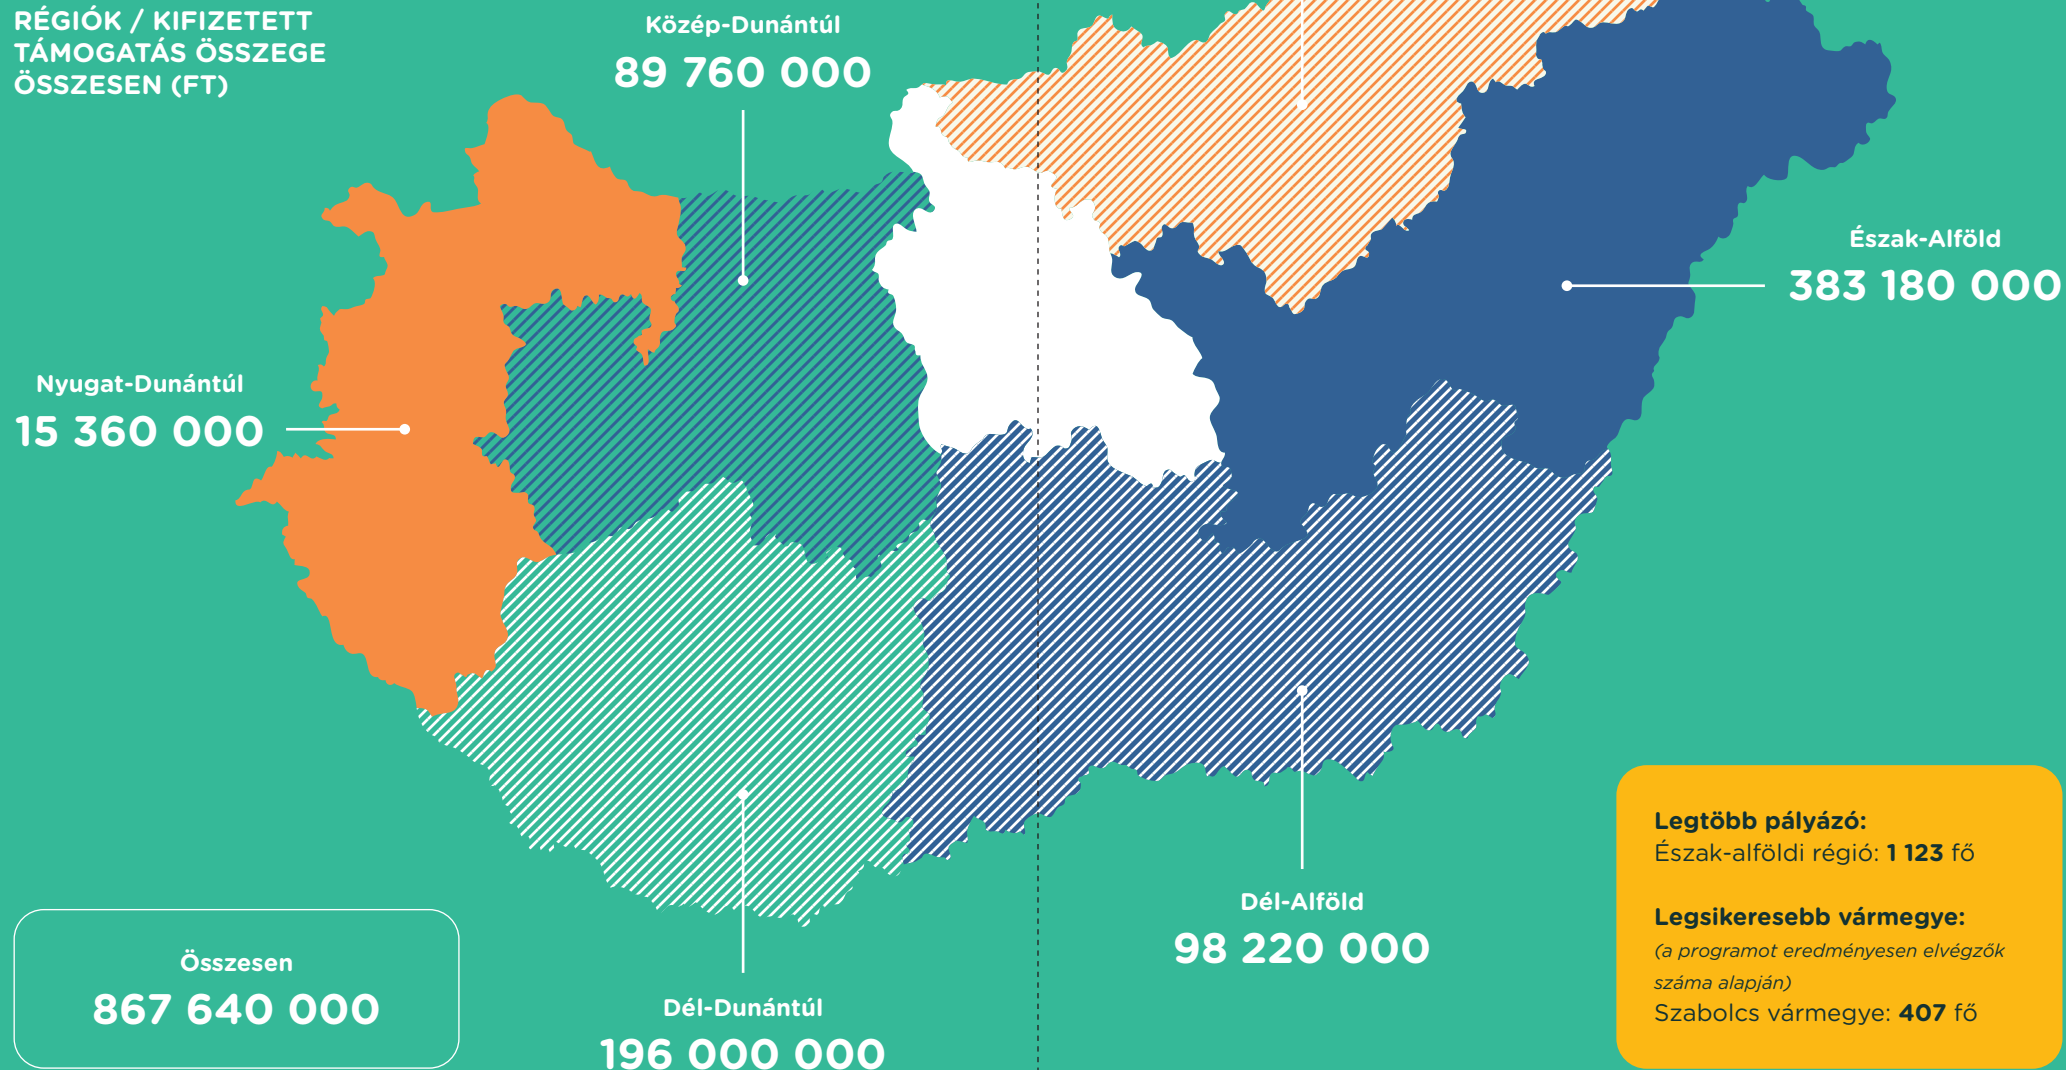 RÉGIÓK / KIFIZETETT
TÁMOGATÁS ÖSSZEGE
ÖSSZESEN (FT)
Közép-Dunántúl
89 760 000
Észak-Alföld
383 180 000
Nyugat-Dunántúl
15 360 000
Dél-Alföld
98 220 000
Dél-Dunántúl
196 000 000
Összesen
867 640 000
Legtöbb pályázó:
Észak-alföldi régió: 1 123 fő
Legsikeresebb vármegye:
(a programot eredményesen elvégzők
száma alapján)
Szabolcs vármegye: 407 fő